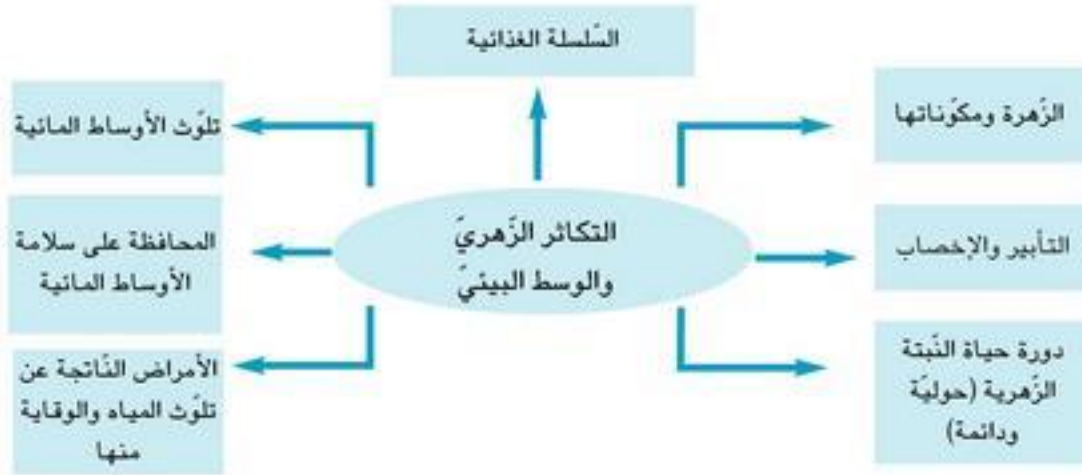 السّلسلة الغذائية
الزّهرة ومكوّناتها
التأبير والإخصاب
دورة حياة النّبتة
الزّهرية (حوليّة
ودائمة)
التكاثر الزّهريّ
والوسط البيئيّ
تلوّث الأوساط المائية
المحافظة على سلامة
الأوساط المائية
الأمراض النّاتجة عن
تلوّث المياه والوقاية
منها